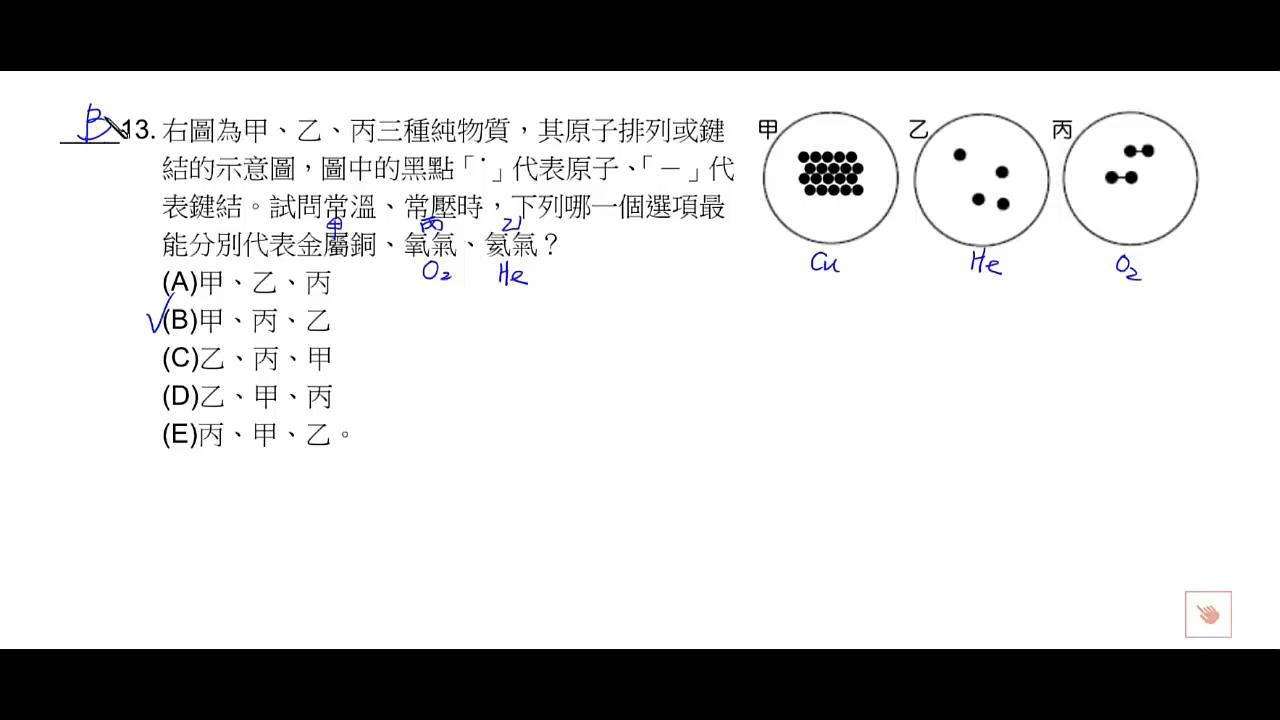 B 13. 右圖為甲、乙、丙三種純物質，其原子排列或鍵
結的示意圖，圖中的黑點「˙」代表原子、「－」代
表鍵結。試問常溫、常壓時，下列哪一個選項最
甲 丙 乙
能分別代表金屬銅、氧氣、氦氣？
O₂ He
(A)甲、乙、丙
(B)甲、丙、乙
(C)乙、丙、甲
(D)乙、甲、丙
(E)丙、甲、乙。
甲 乙 丙
Cu He O₂